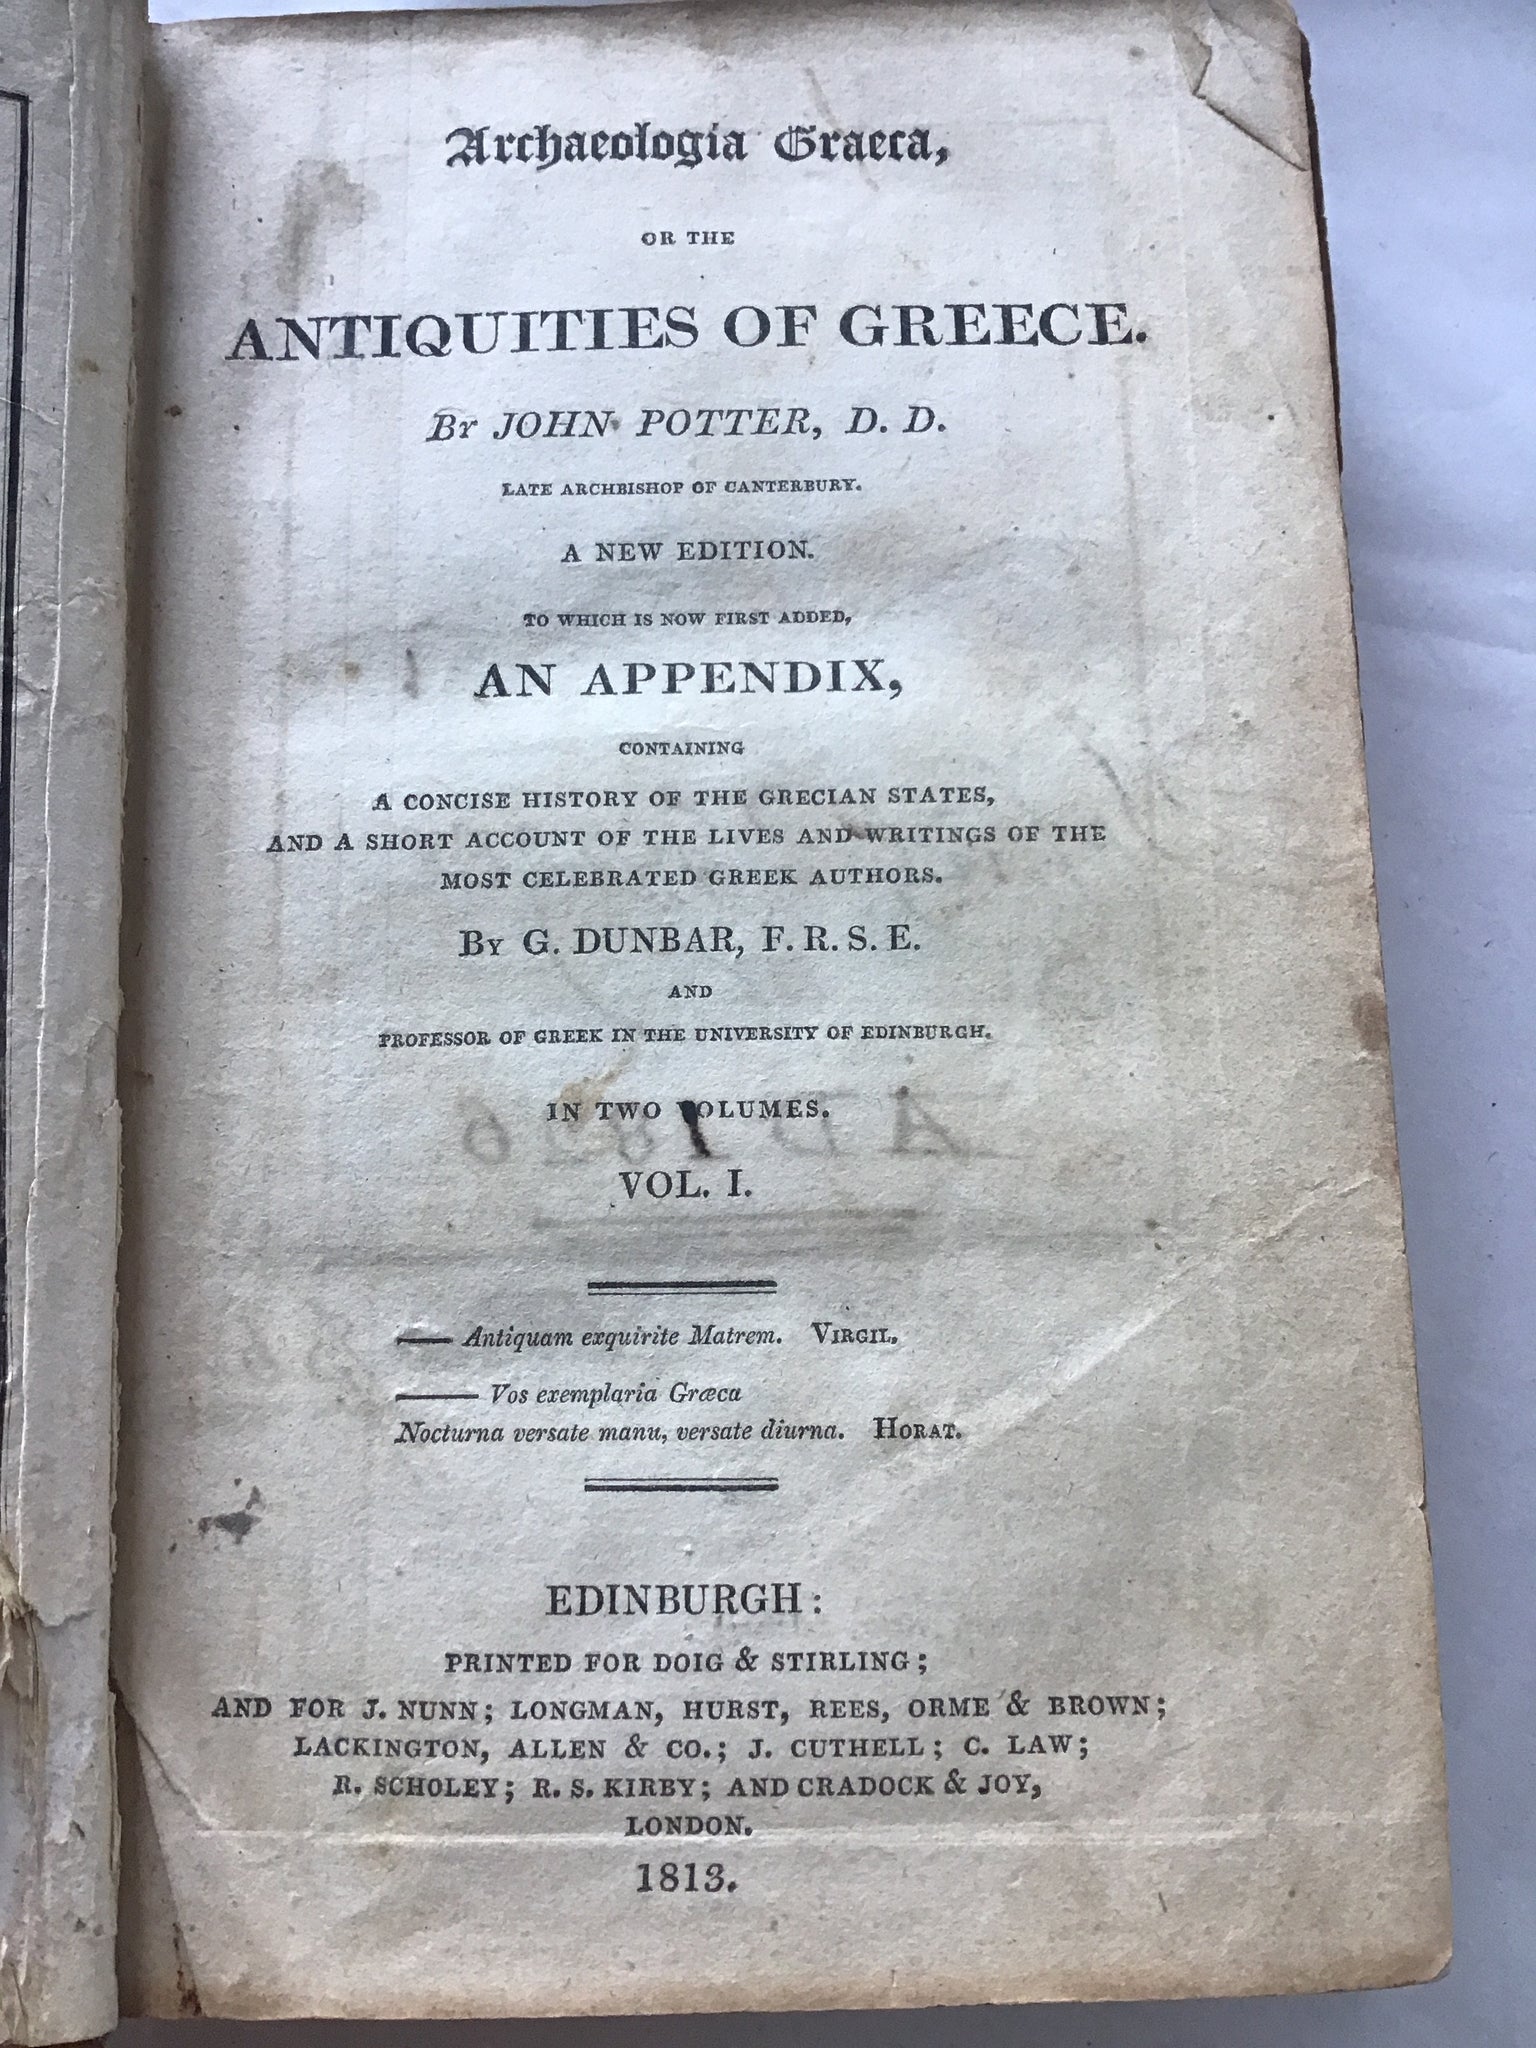 Archaeologia Graeca,
OR THE
ANTIQUITIES OF GREECE.
By JOHN POTTER, D. D.
LATE ARCHBISHOP OF CANTERBURY.
A NEW EDITION.
TO WHICH IS NOW FIRST ADDED,
AN APPENDIX,
CONTAINING
A CONCISE HISTORY OF THE GRECIAN STATES,
AND A SHORT ACCOUNT OF THE LIVES AND WRITINGS OF THE
MOST CELEBRATED GREEK AUTHORS.
By G. DUNBAR, F. R. S. E.
AND
PROFESSOR OF GREEK IN THE UNIVERSITY OF EDINBURGH.
IN TWO VOLUMES.
VOL. I.
—— Antiquam exquirite Matrem. VIRGIL.
——— Vos exemplaria Græca
Nocturna versate manu, versate diurna. HORAT.
EDINBURGH:
PRINTED FOR DOIG & STIRLING;
AND FOR J. NUNN; LONGMAN, HURST, REES, ORME & BROWN;
LACKINGTON, ALLEN & CO.; J. CUTHELL; C. LAW;
R. SCHOLEY; R. S. KIRBY; AND CRADOCK & JOY,
LONDON.
1813.